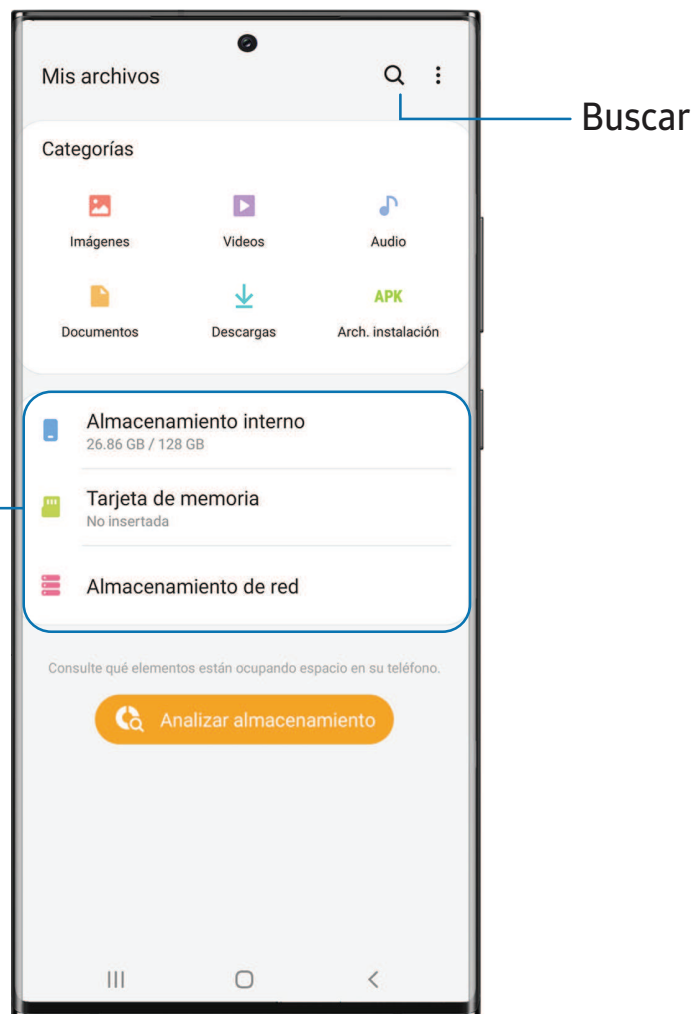 Mis archivos
Buscar
Categorías
Imágenes
Videos
Audio
Documentos
Descargas
APK
Arch. instalación
Almacenamiento interno
26.86 GB / 128 GB
Tarjeta de memoria
No insertada
Almacenamiento de red
Consulte qué elementos están ocupando espacio en su teléfono.
Analizar almacenamiento